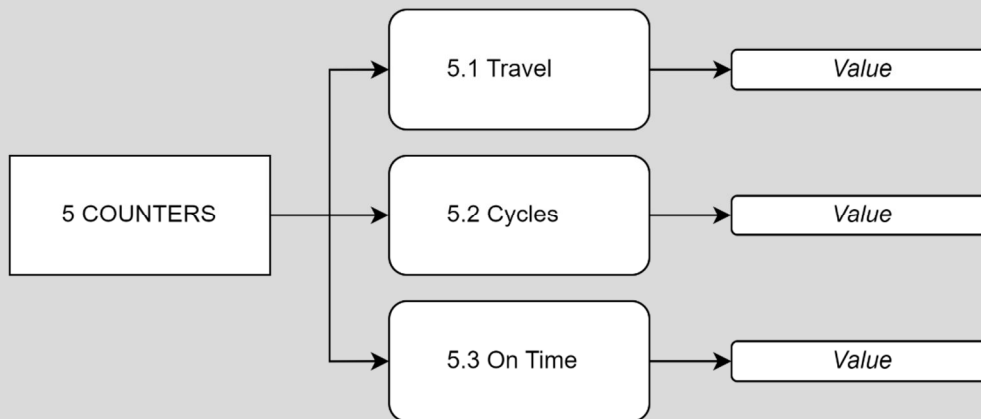 5.1 Travel
Value
5 COUNTERS
5.2 Cycles
Value
5.3 On Time
Value